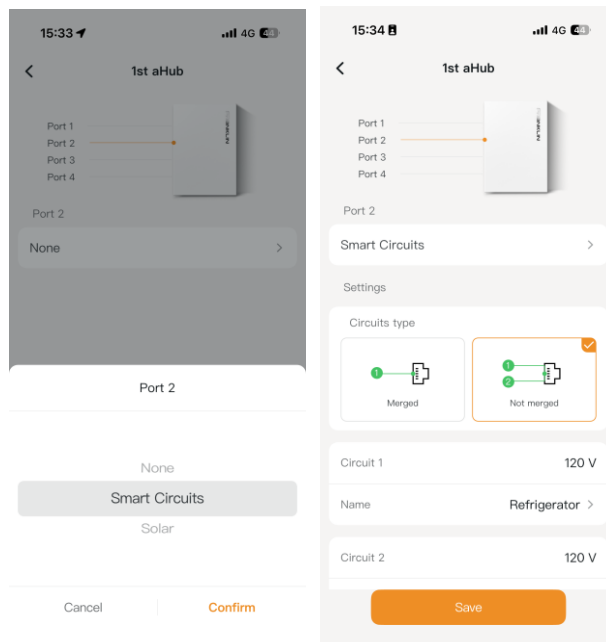 15:33
4G 43
1st aHub
Port 1
Port 2
Port 3
Port 4
Port 2
None
Port 2
None
Smart Circuits
Solar
Cancel
Confirm
15:34
4G 43
1st aHub
Port 1
Port 2
Port 3
Port 4
Port 2
Smart Circuits
Settings
Circuits type
1
Merged
1
2
Not merged
Circuit 1 120 V
Name Refrigerator
Circuit 2 120 V
Save